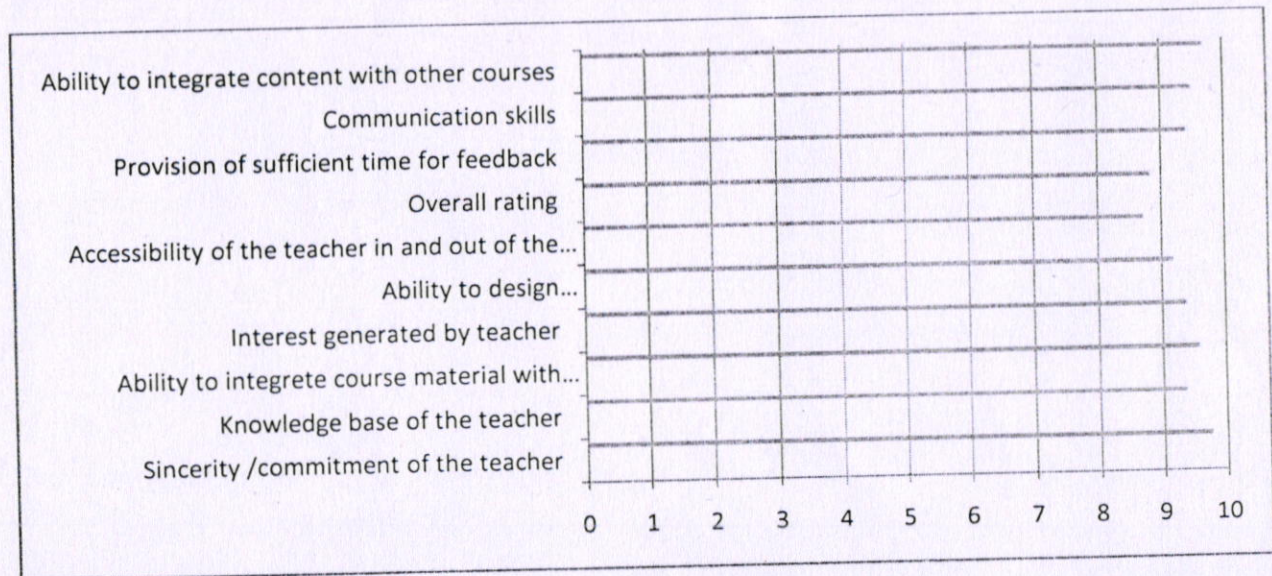 Ability to integrate content with other courses
Communication skills
Provision of sufficient time for feedback
Overall rating
Accessibility of the teacher in and out of the...
Ability to design...
Interest generated by teacher
Ability to integrete course material with...
Knowledge base of the teacher
Sincerity /commitment of the teacher
0 1 2 3 4 5 6 7 8 9 10